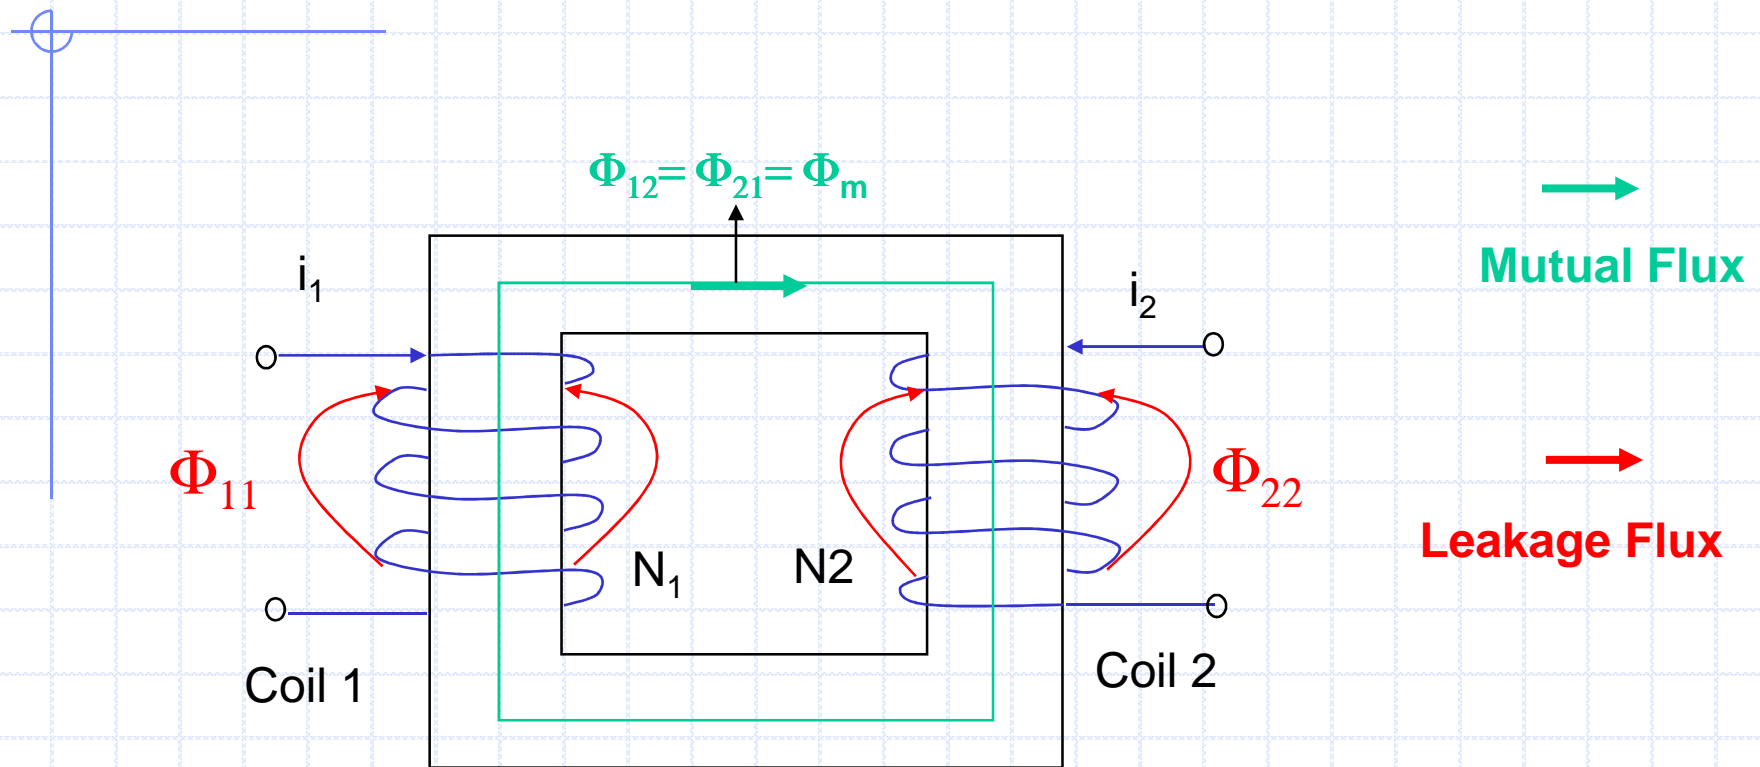 Φ₁₂= Φ₂₁= Φₘ
i₁
i₂
Mutual Flux
Φ₁₁
Φ₂₂
Leakage Flux
N₁
N2
Coil 1
Coil 2